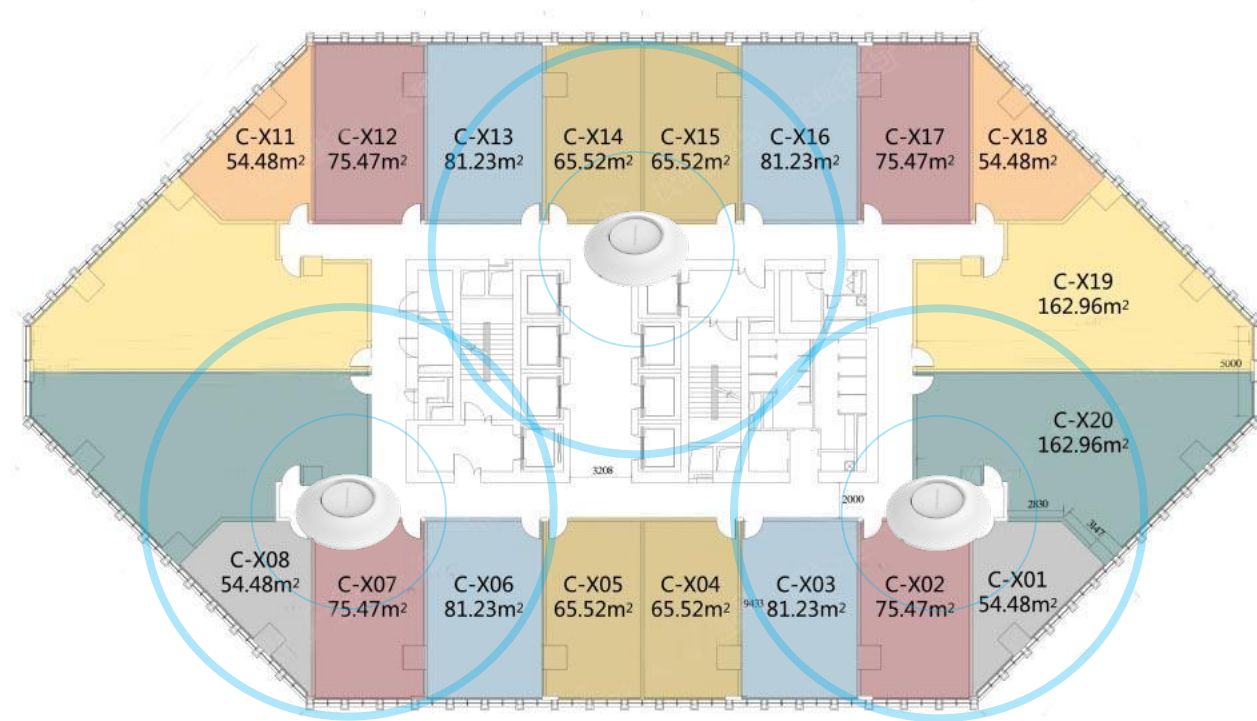 C-X11
54.48m²
C-X12
75.47m²
C-X13
81.23m²
C-X14
65.52m²
C-X15
65.52m²
C-X16
81.23m²
C-X17
75.47m²
C-X18
54.48m²
C-X19
162.96m²
5000
C-X20
162.96m²
3208
2000
2830
3147
C-X08
54.48m²
C-X07
75.47m²
C-X06
81.23m²
C-X05
65.52m²
C-X04
65.52m²
9433
C-X03
81.23m²
C-X02
75.47m²
C-X01
54.48m²